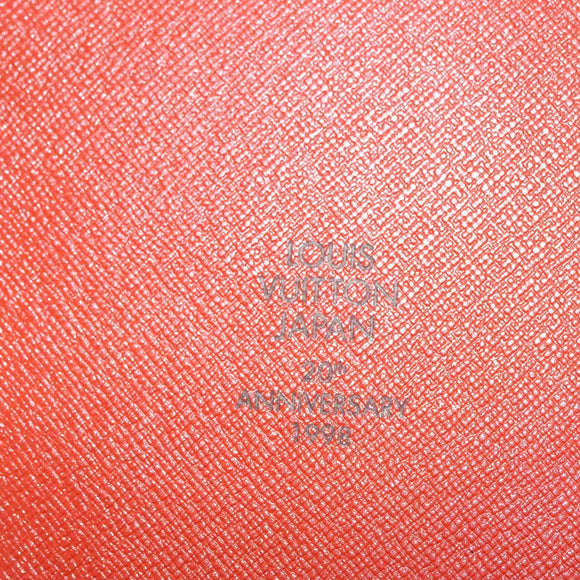 LOUIS
VUITTON
JAPAN
20th
ANNIVERSARY
1998